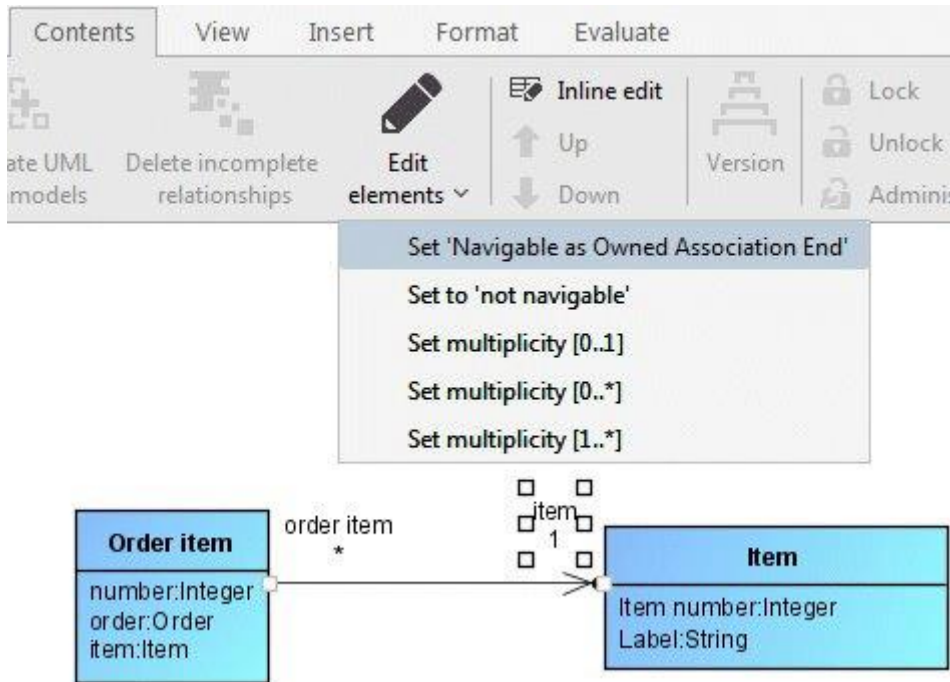 Contents View Insert Format Evaluate
Inline edit Lock
ate UML Delete incomplete Edit Up Version Unlock
models relationships elements Down Adminis
Set 'Navigable as Owned Association End'
Set to 'not navigable'
Set multiplicity [0..1]
Set multiplicity [0..*]
Set multiplicity [1..*]
order item item
* 1
Order item Item
number:Integer Item number:Integer
order:Order Label:String
item:Item